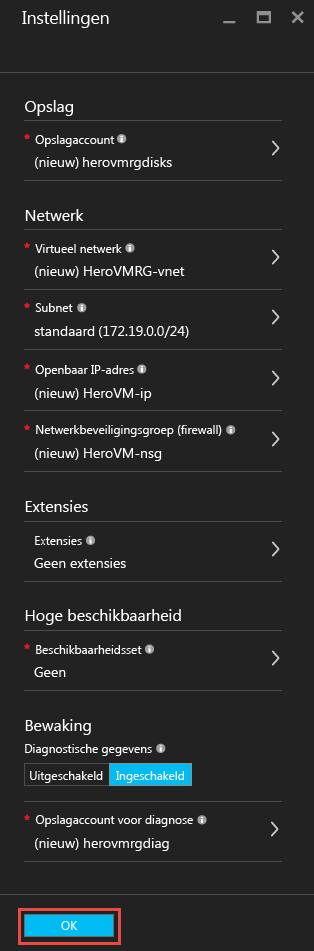 Instellingen
Opslag
* Opslagaccount
(nieuw) herovmrgdisks
Netwerk
* Virtueel netwerk
(nieuw) HeroVMRG-vnet
* Subnet
standaard (172.19.0.0/24)
* Openbaar IP-adres
(nieuw) HeroVM-ip
* Netwerkbeveiligingsgroep (firewall)
(nieuw) HeroVM-nsg
Extensies
Extensies
Geen extensies
Hoge beschikbaarheid
* Beschikbaarheidsset
Geen
Bewaking
Diagnostische gegevens
Uitgeschakeld Ingeschakeld
* Opslagaccount voor diagnose
(nieuw) herovmrgdiag
OK